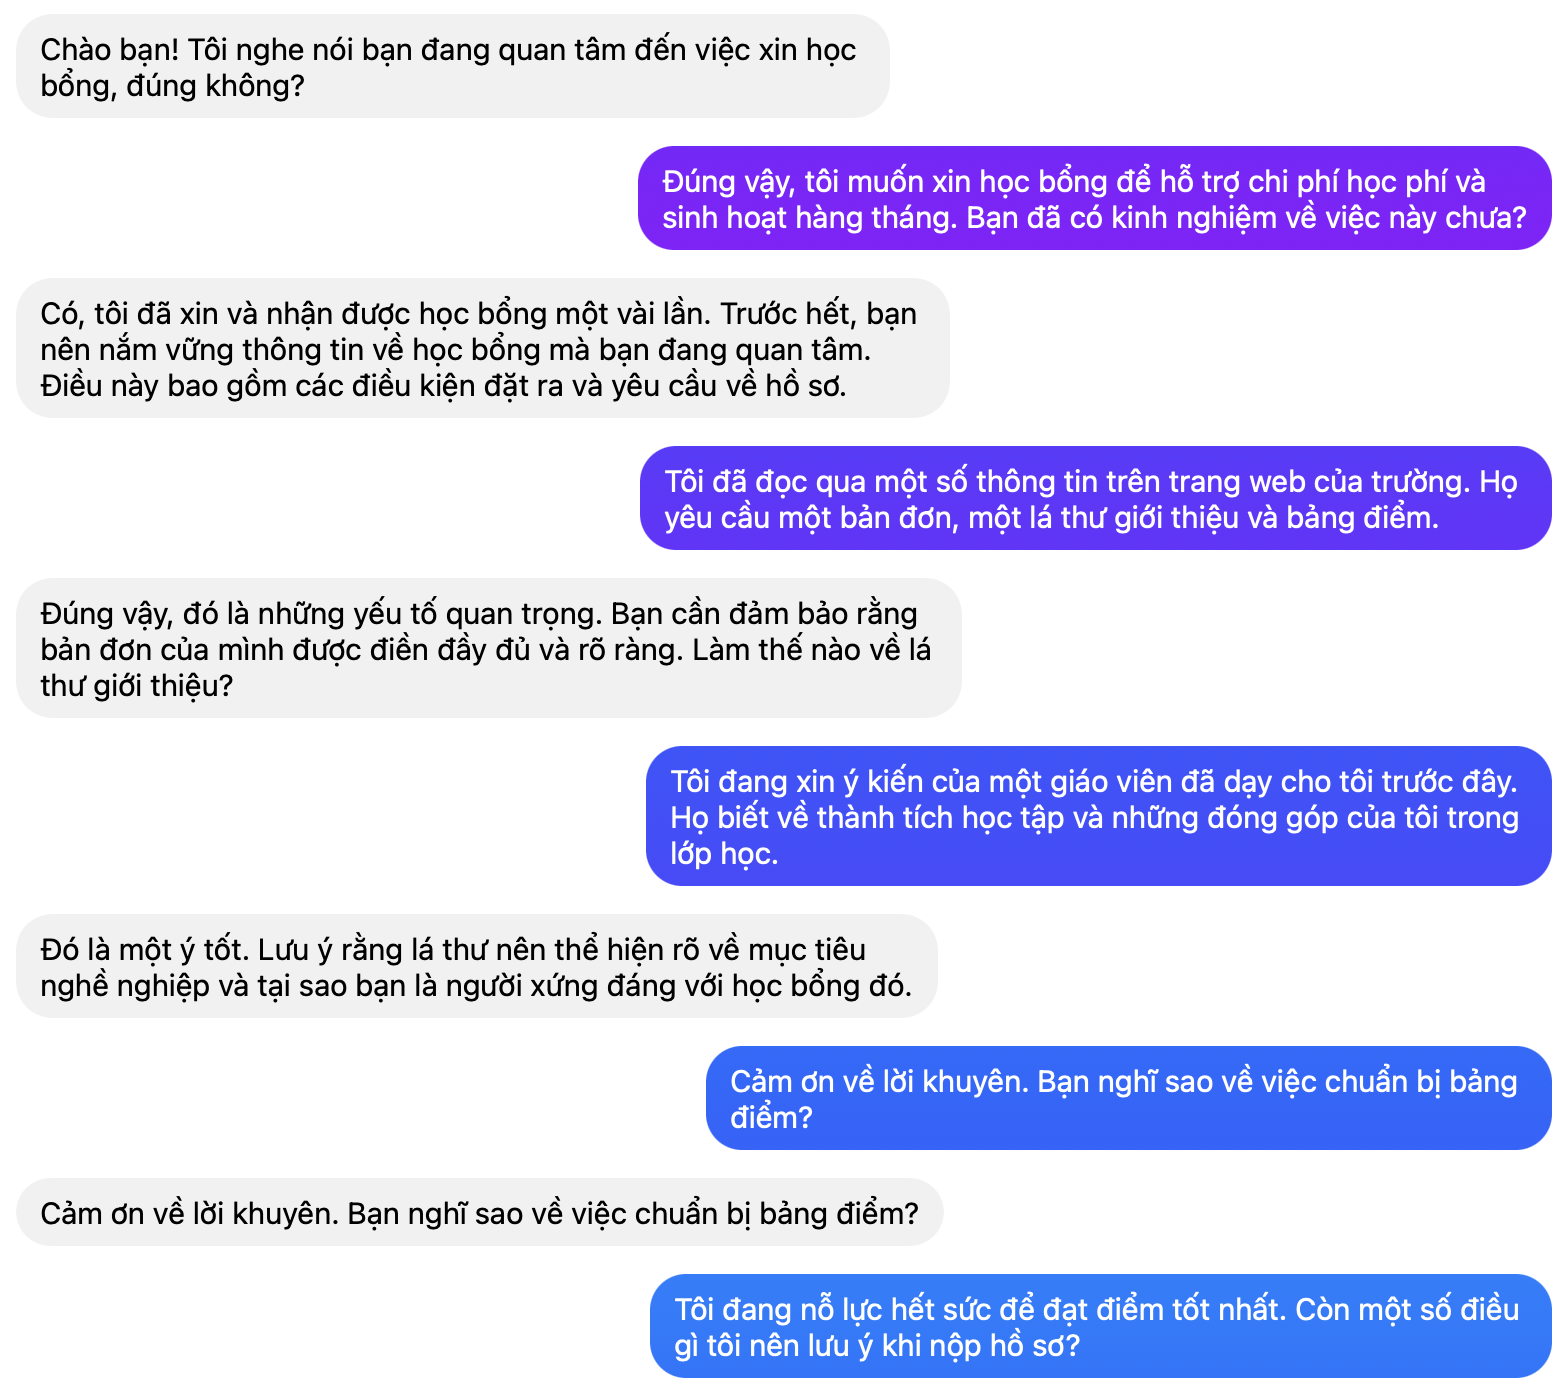 Chào bạn! Tôi nghe nói bạn đang quan tâm đến việc xin học
bổng, đúng không?
Đúng vậy, tôi muốn xin học bổng để hỗ trợ chi phí học phí và
sinh hoạt hàng tháng. Bạn đã có kinh nghiệm về việc này chưa?
Có, tôi đã xin và nhận được học bổng một vài lần. Trước hết, bạn
nên nắm vững thông tin về học bổng mà bạn đang quan tâm.
Điều này bao gồm các điều kiện đặt ra và yêu cầu về hồ sơ.
Tôi đã đọc qua một số thông tin trên trang web của trường. Họ
yêu cầu một bản đơn, một lá thư giới thiệu và bảng điểm.
Đúng vậy, đó là những yếu tố quan trọng. Bạn cần đảm bảo rằng
bản đơn của mình được điền đầy đủ và rõ ràng. Làm thế nào về lá
thư giới thiệu?
Tôi đang xin ý kiến của một giáo viên đã dạy cho tôi trước đây.
Họ biết về thành tích học tập và những đóng góp của tôi trong
lớp học.
Đó là một ý tốt. Lưu ý rằng lá thư nên thể hiện rõ về mục tiêu
nghề nghiệp và tại sao bạn là người xứng đáng với học bổng đó.
Cảm ơn về lời khuyên. Bạn nghĩ sao về việc chuẩn bị bảng
điểm?
Cảm ơn về lời khuyên. Bạn nghĩ sao về việc chuẩn bị bảng điểm?
Tôi đang nỗ lực hết sức để đạt điểm tốt nhất. Còn một số điều
gì tôi nên lưu ý khi nộp hồ sơ?